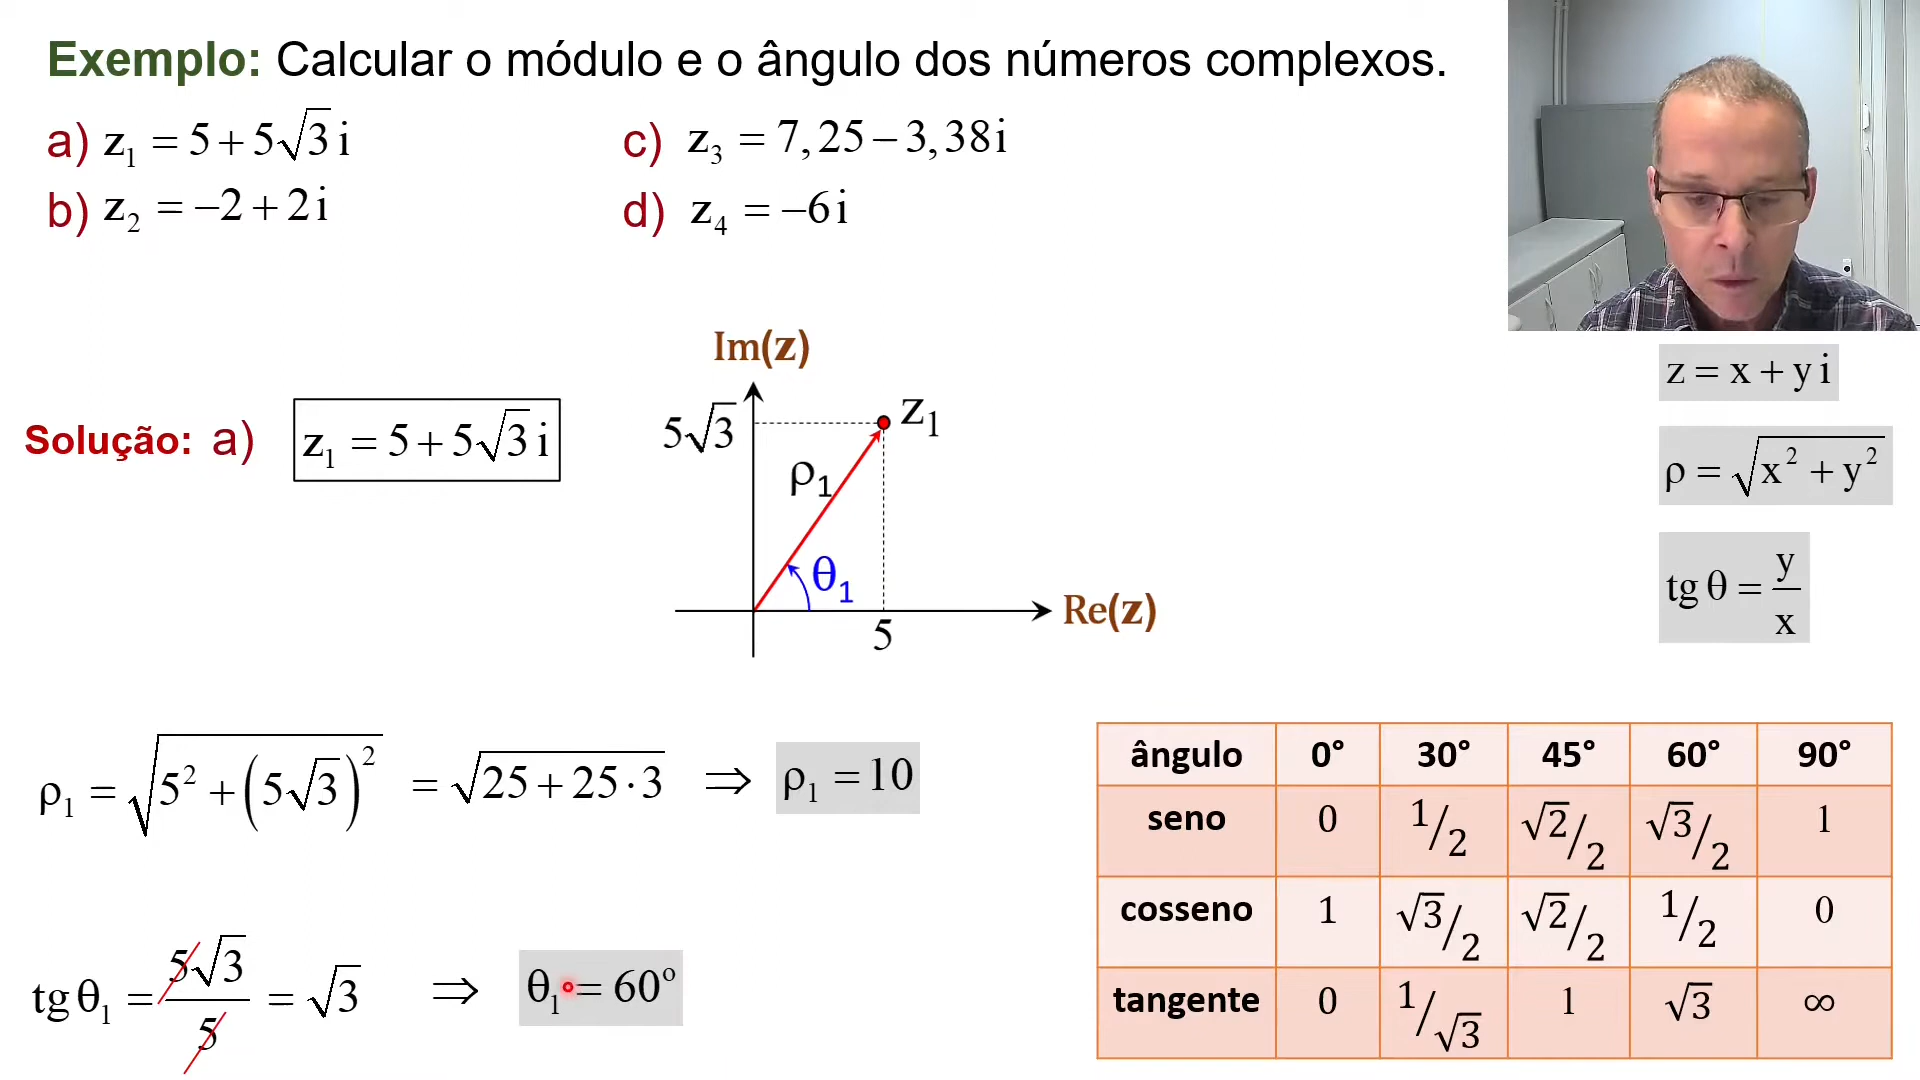 Exemplo: Calcular o módulo e o ângulo dos números complexos.
a) z₁ = 5 + 5√3 i
c) z₃ = 7,25 − 3,38i
b) z₂ = −2 + 2i
d) z₄ = −6i
Solução: a) z₁ = 5 + 5√3 i
Im(z)
5√3
z₁
ρ₁
θ₁
Re(z)
5
z = x + y i
ρ = √(x² + y²)
tg θ = y/x
ρ₁ = √(5² + (5√3)²) = √(25 + 25·3) ⇒ ρ₁ = 10
tg θ₁ = 5√3/5 = √3 ⇒ θ₁ = 60º
ângulo 0° 30° 45° 60° 90°
seno 0 1/2 √2/2 √3/2 1
cosseno 1 √3/2 √2/2 1/2 0
tangente 0 1/√3 1 √3 ∞